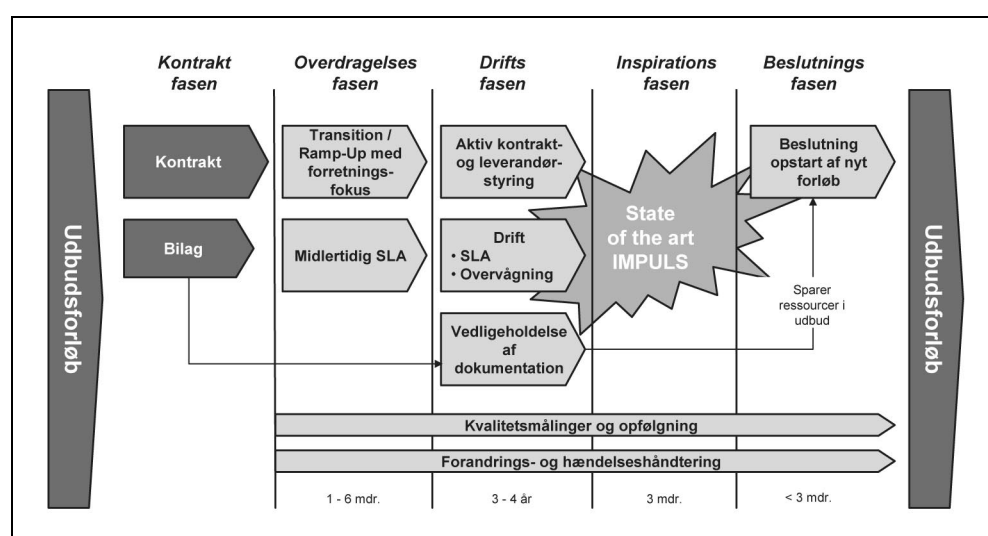 Kontrakt
fasen
Overdragelses
fasen
Drifts
fasen
Inspirations
fasen
Beslutnings
fasen
Udbudsforløb
Kontrakt
Transition /
Ramp-Up med
forretnings-
fokus
Aktiv kontrakt-
og leverandør-
styring
Beslutning
opstart af nyt
forløb
State
of the art
IMPULS
Bilag
Midlertidig SLA
Drift
• SLA
• Overvågning
Sparer
ressourcer i
udbud
Vedligeholdelse
af
dokumentation
Kvalitetsmålinger og opfølgning
Forandrings- og hændelseshåndtering
1 - 6 mdr.
3 - 4 år
3 mdr.
< 3 mdr.
Udbudsforløb